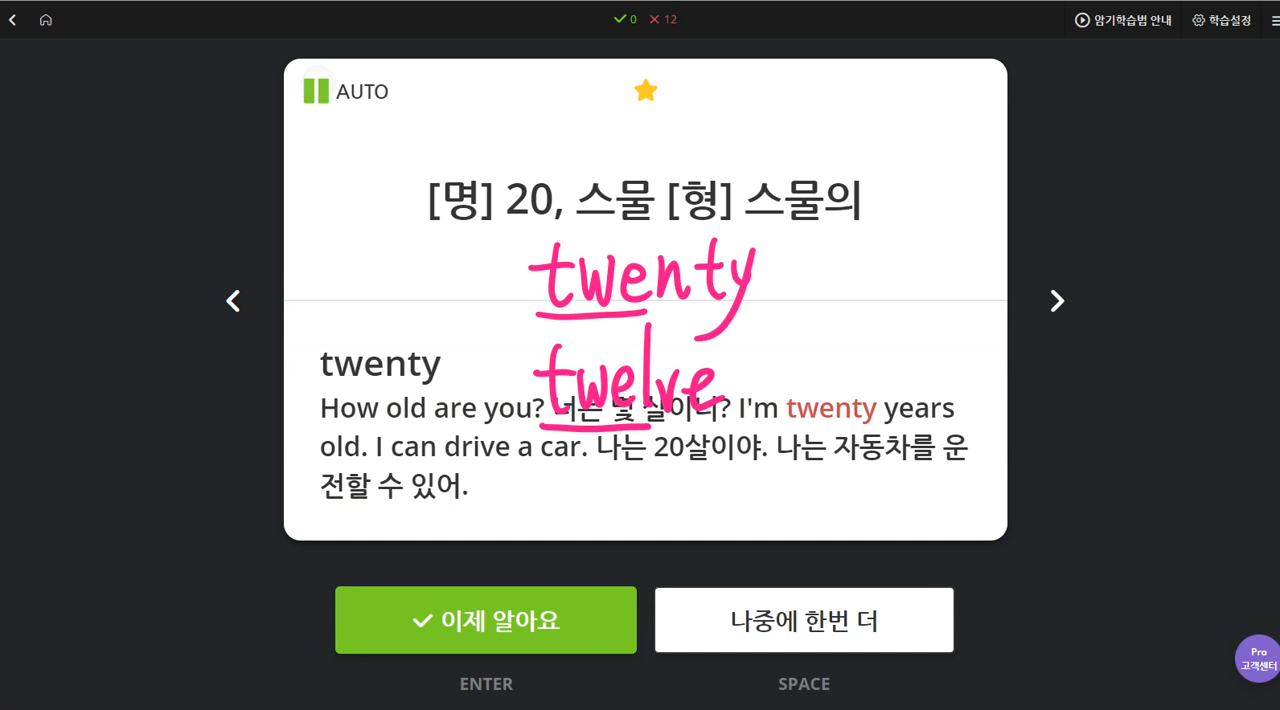 0 12 암기학습법 안내 학습설정
AUTO
[명] 20, 스물 [형] 스물의
twenty
twelve
twenty
How old are you? 너는 몇 살이니? I'm twenty years
old. I can drive a car. 나는 20살이야. 나는 자동차를 운
전할 수 있어.
이제 알아요 나중에 한번 더
ENTER SPACE
Pro
고객센터